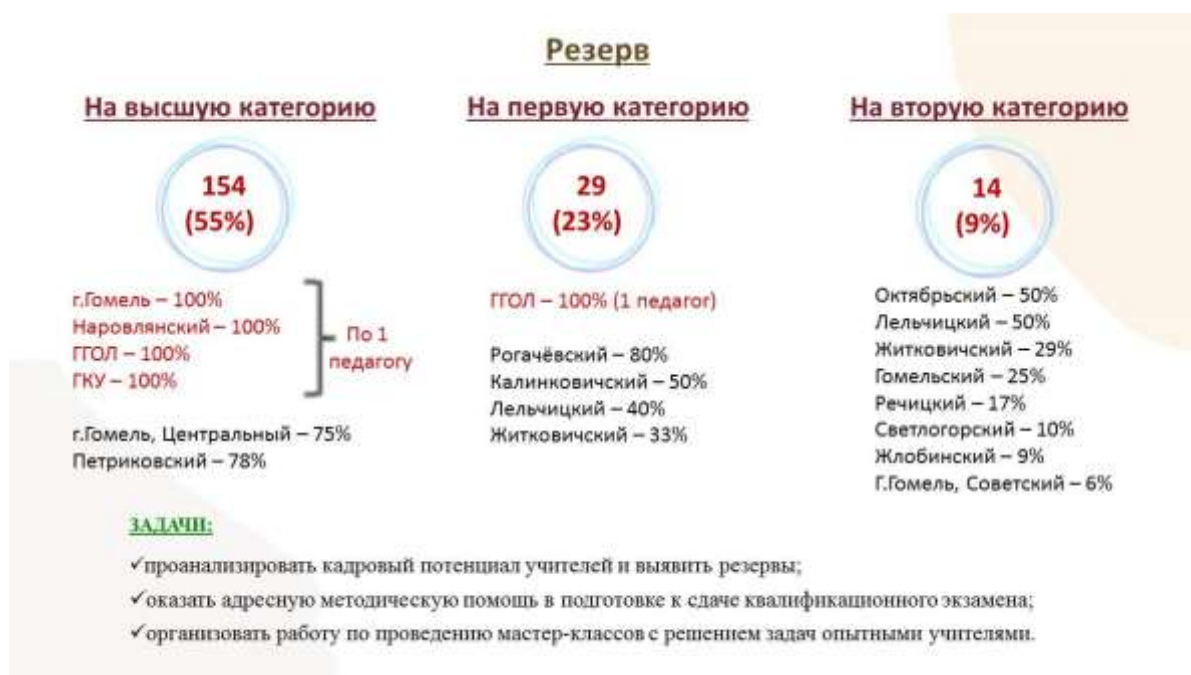 Резерв
На высшую категорию
154
(55%)
г.Гомель – 100%
Наровлянский – 100%
ГГОЛ – 100%
ГКУ – 100%
По 1
педагогу
г.Гомель, Центральный – 75%
Петриковский – 78%
На первую категорию
29
(23%)
ГГОЛ – 100% (1 педагог)
Рогачёвский – 80%
Калинковичский – 50%
Лельчицкий – 40%
Житковичский – 33%
На вторую категорию
14
(9%)
Октябрьский – 50%
Лельчицкий – 50%
Житковичский – 29%
Гомельский – 25%
Речицкий – 17%
Светлогорский – 10%
Жлобинский – 9%
Г.Гомель, Советский – 6%
ЗАДАЧИ:
✓проанализировать кадровый потенциал учителей и выявить резервы;
✓оказать адресную методическую помощь в подготовке к сдаче квалификационного экзамена;
✓организовать работу по проведению мастер-классов с решением задач опытными учителями.